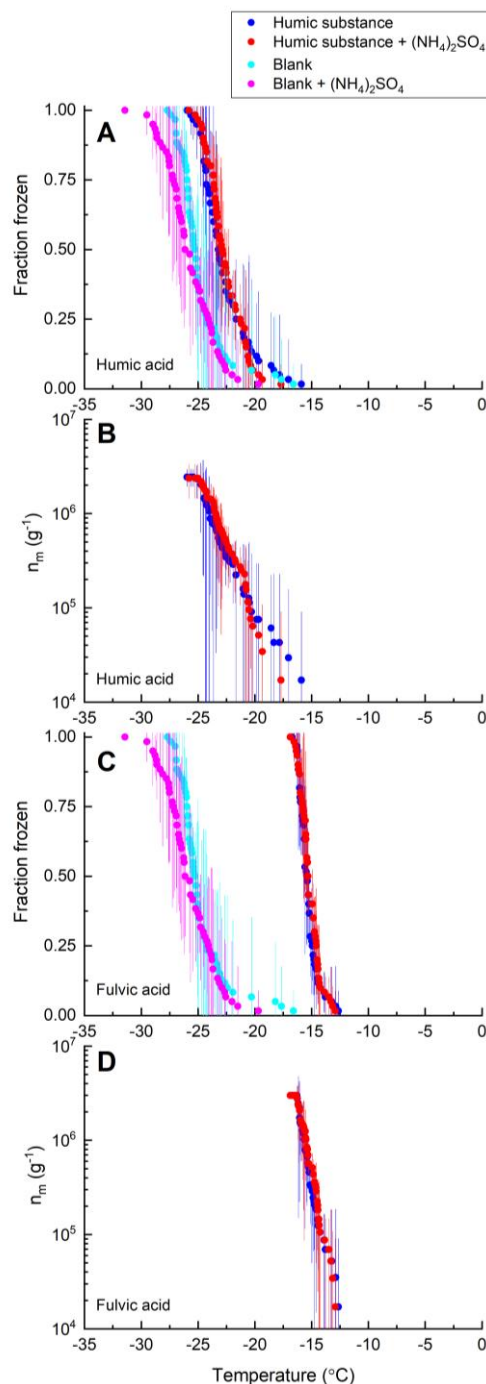 Humic substance
Humic substance + (NH4)2SO4
Blank
Blank + (NH4)2SO4
A
1.00
0.75
0.50
0.25
0.00
Fraction frozen
Humic acid
-35 -30 -25 -20 -15 -10 -5 0
B
10^7
10^6
10^5
10^4
n_m (g^-1)
Humic acid
-35 -30 -25 -20 -15 -10 -5 0
C
1.00
0.75
0.50
0.25
0.00
Fraction frozen
Fulvic acid
-35 -30 -25 -20 -15 -10 -5 0
D
10^7
10^6
10^5
10^4
n_m (g^-1)
Fulvic acid
-35 -30 -25 -20 -15 -10 -5 0
Temperature (°C)